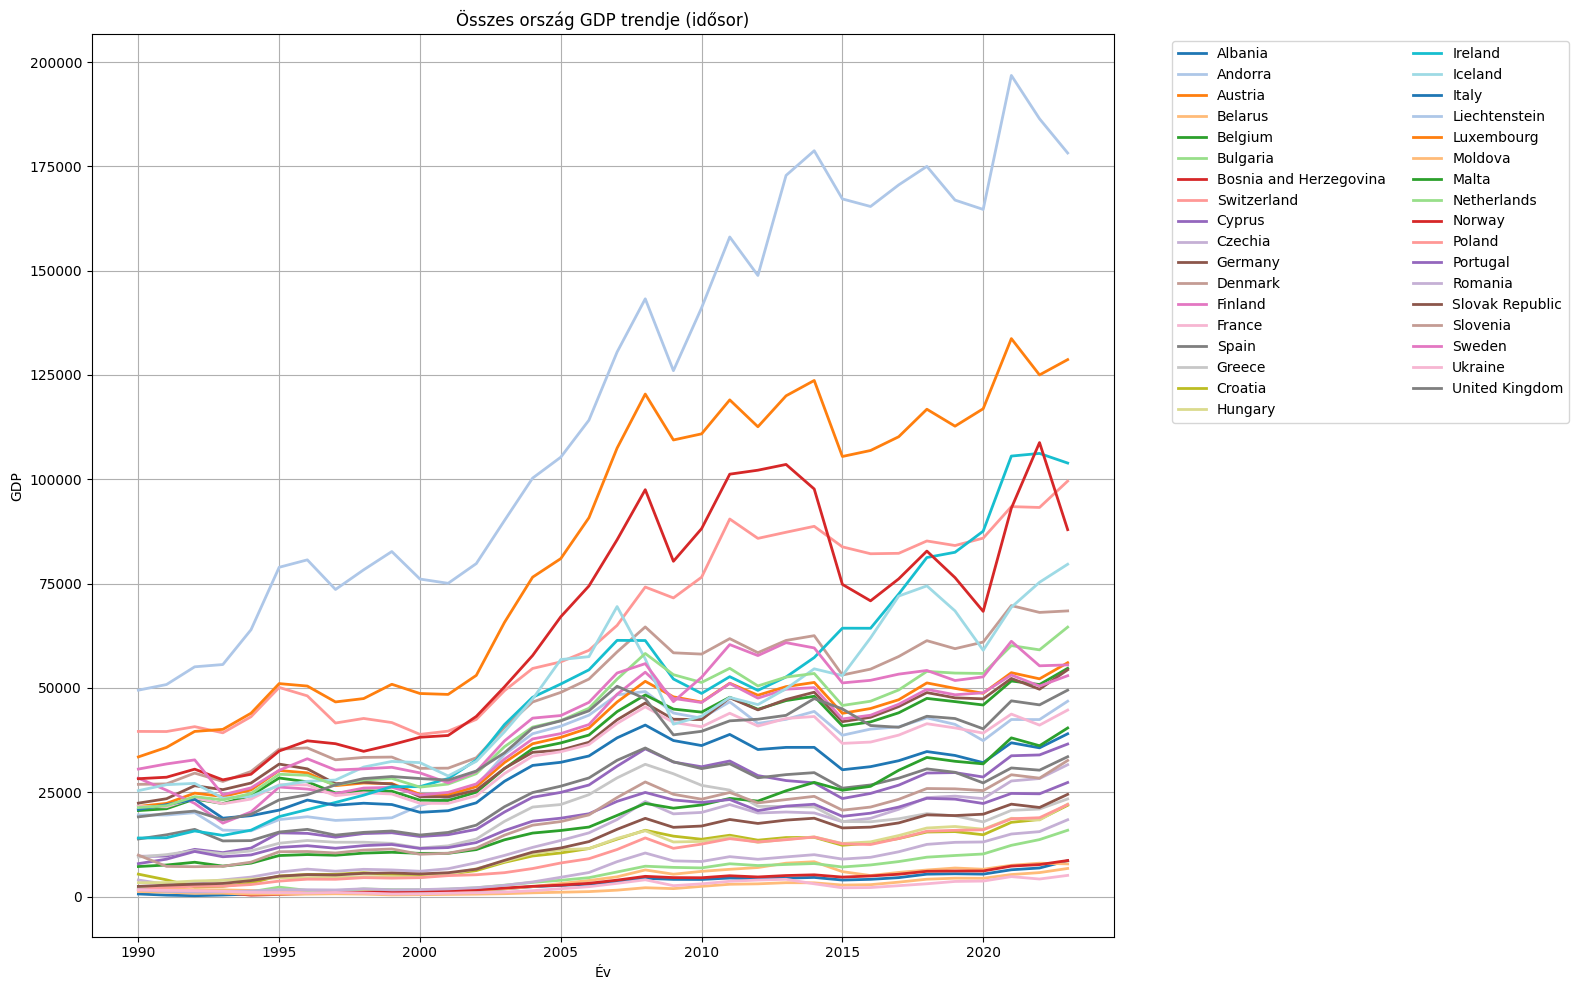 Összes ország GDP trendje (idősor)
GDP
200000
175000
150000
125000
100000
75000
50000
25000
0
1990
1995
2000
2005
2010
2015
2020
Év
Albania
Andorra
Austria
Belarus
Belgium
Bulgaria
Bosnia and Herzegovina
Switzerland
Cyprus
Czechia
Germany
Denmark
Finland
France
Spain
Greece
Croatia
Hungary
Ireland
Iceland
Italy
Liechtenstein
Luxembourg
Moldova
Malta
Netherlands
Norway
Poland
Portugal
Romania
Slovak Republic
Slovenia
Sweden
Ukraine
United Kingdom